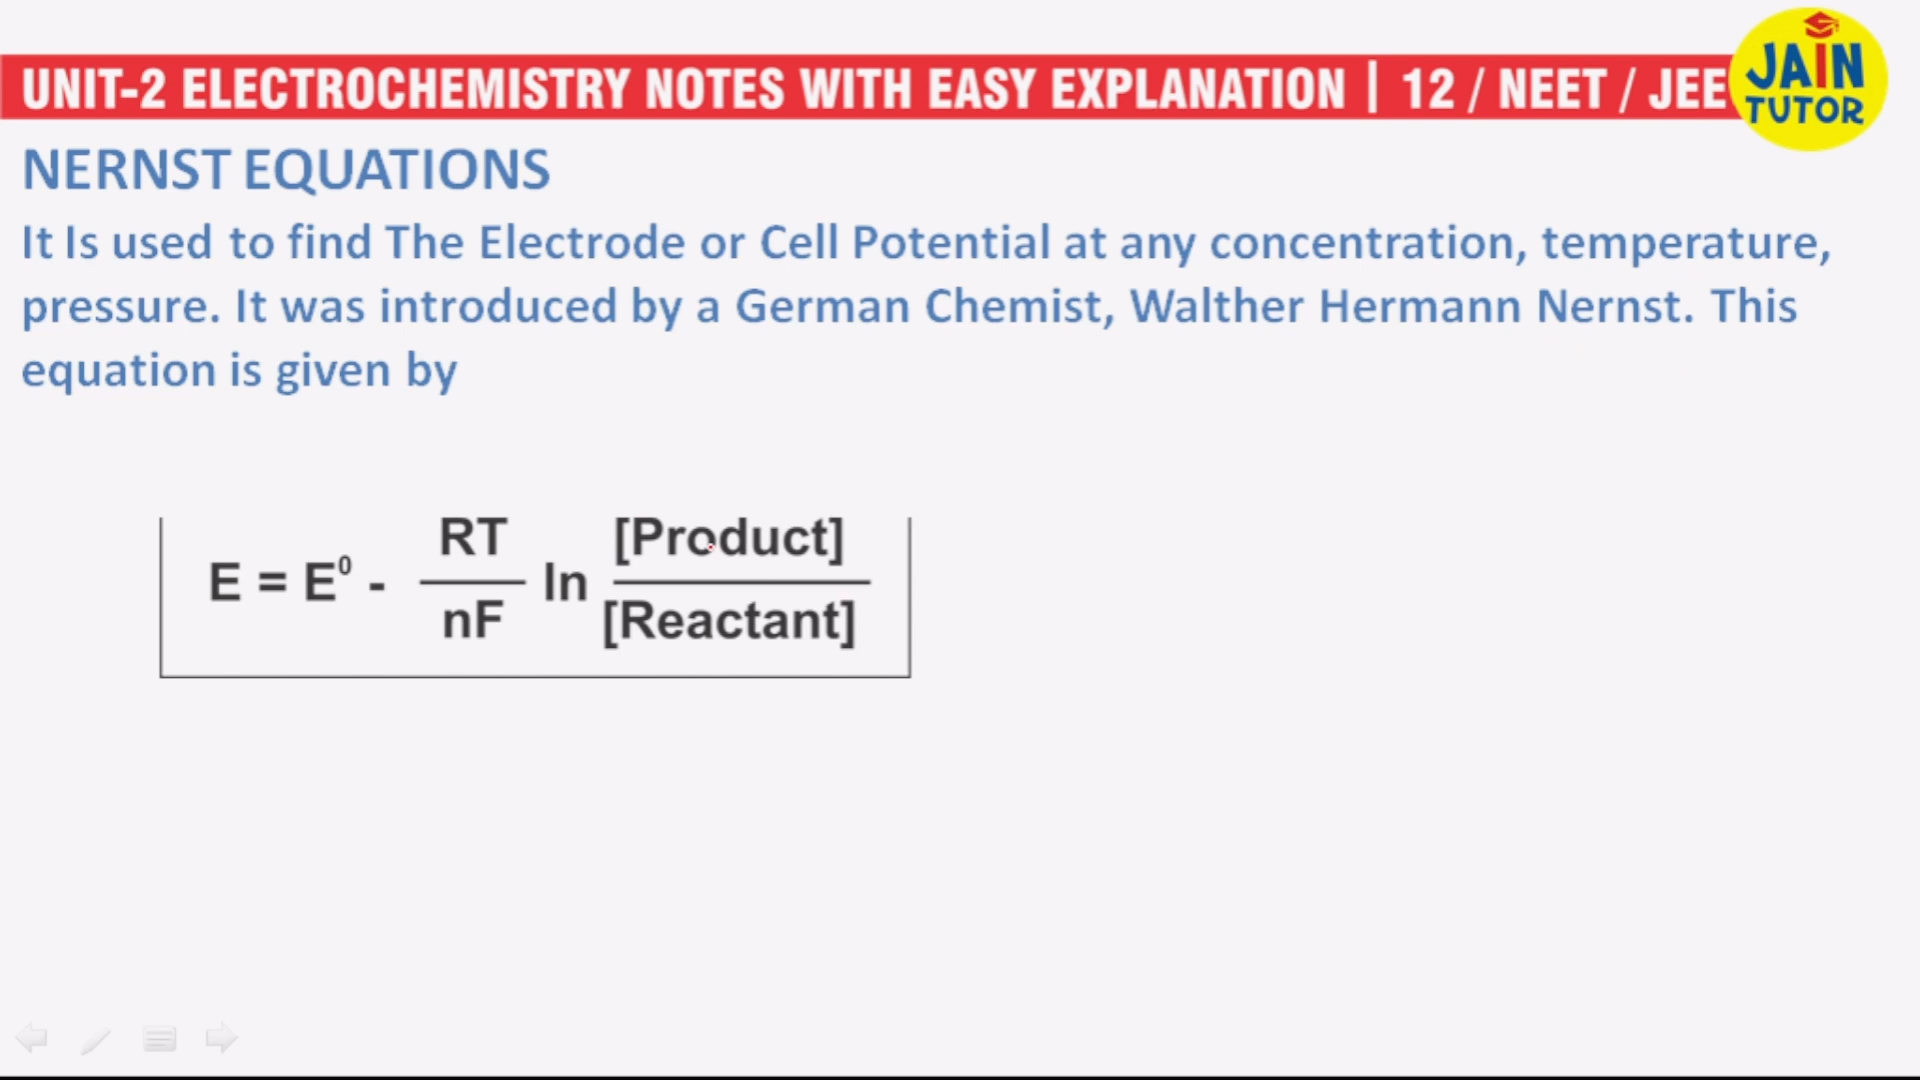 UNIT-2 ELECTROCHEMISTRY NOTES WITH EASY EXPLANATION | 12 / NEET / JEE
JAIN
TUTOR
NERNST EQUATIONS
It Is used to find The Electrode or Cell Potential at any concentration, temperature,
pressure. It was introduced by a German Chemist, Walther Hermann Nernst. This
equation is given by
E = E⁰ - RT/nF ln [Product]/[Reactant]